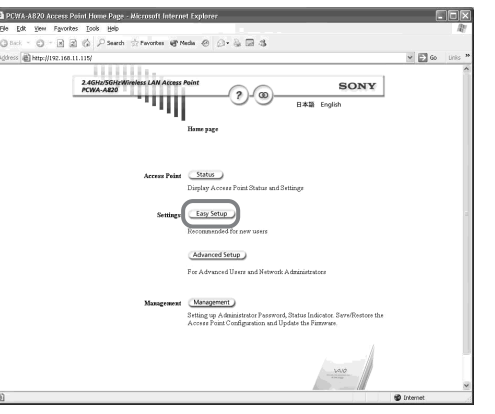 PCWA-A820 Access Point Home Page - Microsoft Internet Explorer
File Edit View Favorites Tools Help
Back Search Favorites Media
Address http://192.168.11.115/ Go Links »
2.4GHz/5GHz Wireless LAN Access Point
PCWA-A820
? SONY
日本語 English
Home page
Access Point Status
Display Access Point Status and Settings
Settings Easy Setup
Recommended for new users
Advanced Setup
For Advanced Users and Network Administrators
Management Management
Setting up Administrator Password, Status Indicator. Save/Restore the
Access Point Configuration and Update the Firmware.
VAIO
Internet